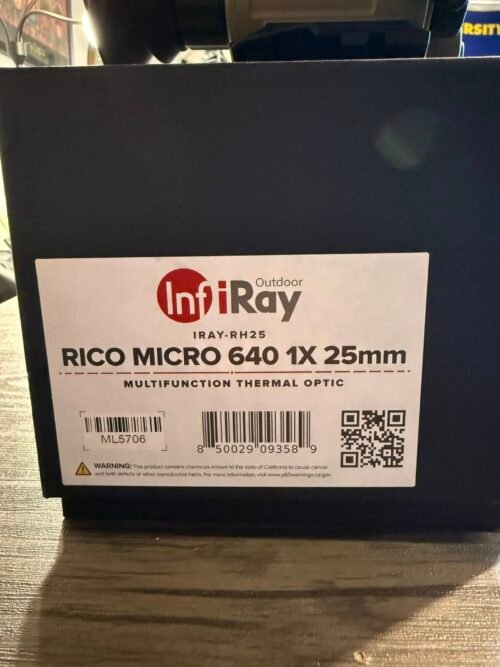 RSITY
Outdoor
InfiRay
IRAY-RH25
RICO MICRO 640 1X 25mm
MULTIFUNCTION THERMAL OPTIC
ML5706
8 50029 09358 9
WARNING: This product contains chemicals known to the state of California to cause cancer
and birth defects or other reproductive harm. For more information, visit www.p65warnings.ca.gov